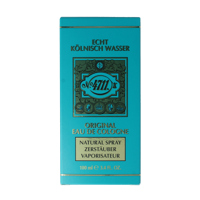 ECHT
KÖLNISCH WASSER
Nº 4711.
ORIGINAL
EAU DE COLOGNE
NATURAL SPRAY
ZERSTÄUBER
VAPORISATEUR